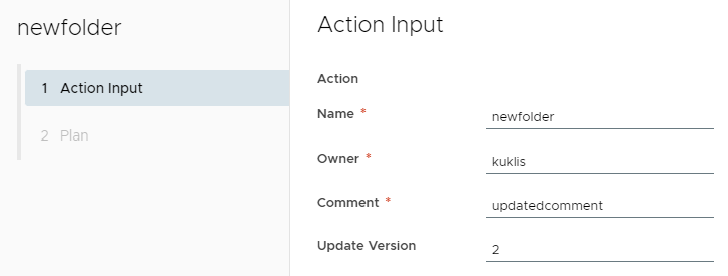 newfolder
1 Action Input
2 Plan
Action Input
Action
Name * newfolder
Owner * kuklis
Comment * updatedcomment
Update Version 2